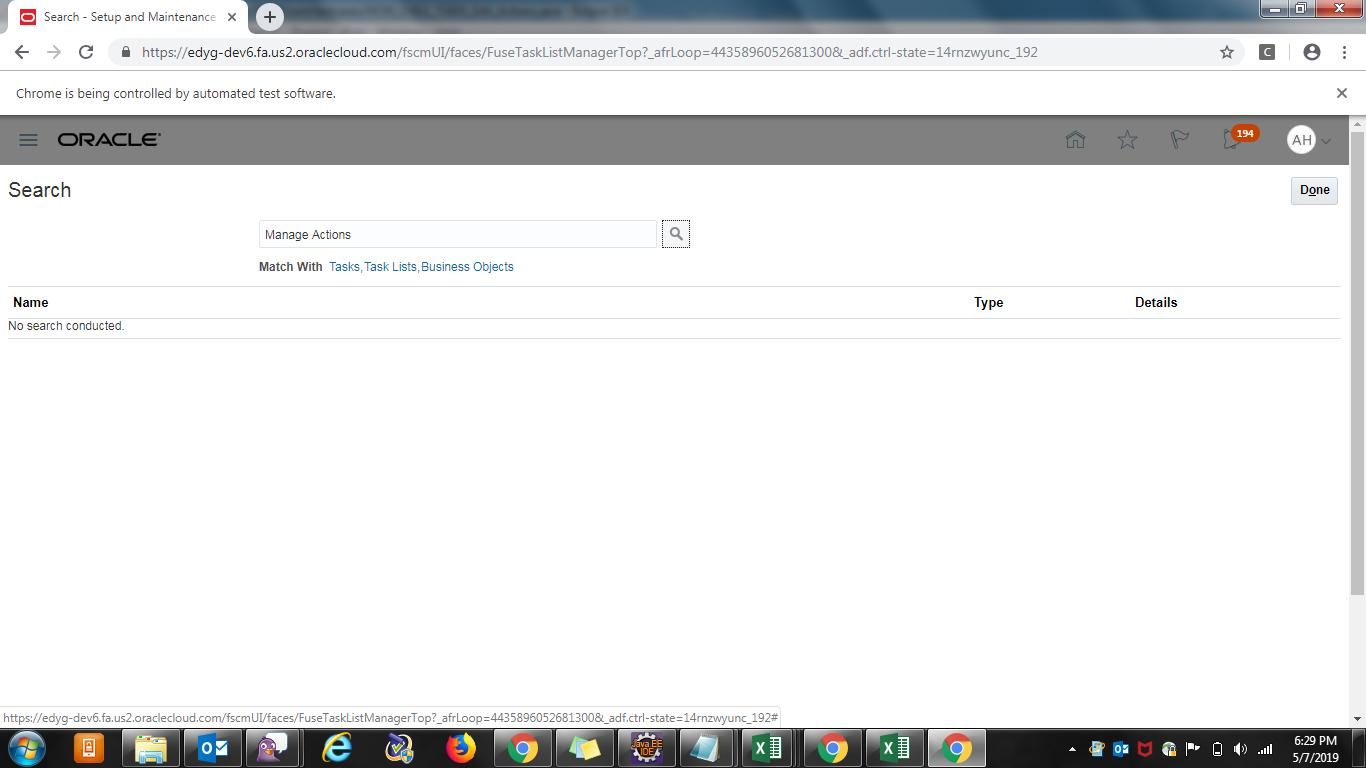 Search - Setup and Maintenance
https://edyg-dev6.fa.us2.oraclecloud.com/fscmUI/faces/FuseTaskListManagerTop?_afrLoop=4435896052681300&_adf.ctrl-state=14rnzwyunc_192
C
Chrome is being controlled by automated test software.
ORACLE
194
AH
Search
Done
Manage Actions
Match With Tasks, Task Lists, Business Objects
Name Type Details
No search conducted.
https://edyg-dev6.fa.us2.oraclecloud.com/fscmUI/faces/FuseTaskListManagerTop?_afrLoop=4435896052681300&_adf.ctrl-state=14rnzwyunc_192#
Java EE
IDE
6:29 PM
5/7/2019